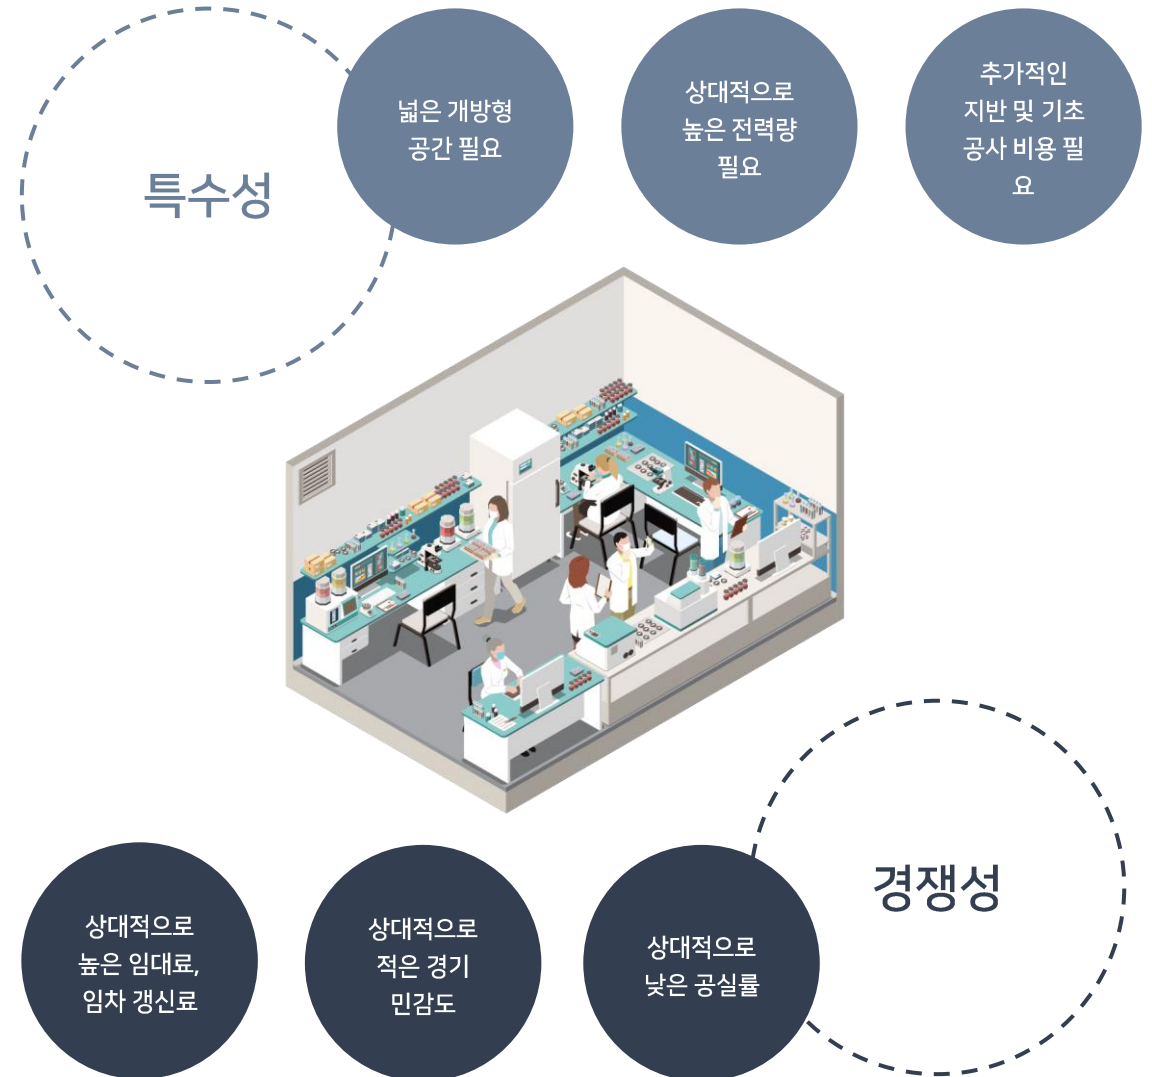 특수성
넓은 개방형
공간 필요
상대적으로
높은 전력량
필요
추가적인
지반 및 기초
공사 비용 필
요
상대적으로
높은 임대료,
임차 갱신료
상대적으로
적은 경기
민감도
상대적으로
낮은 공실률
경쟁성